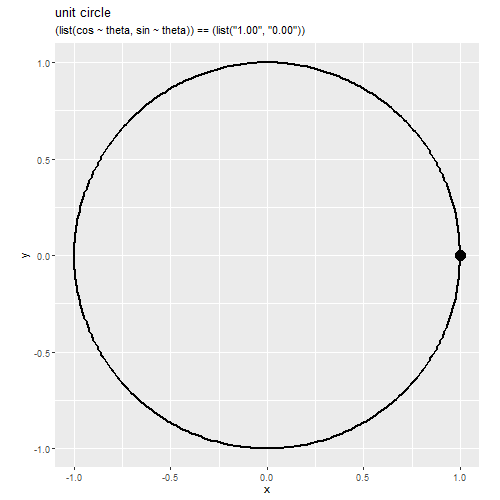 unit circle
(list(cos ~ theta, sin ~ theta)) == (list("1.00", "0.00"))
1.0
0.5
y
0.0
-0.5
-1.0
-1.0 -0.5 0.0 0.5 1.0
x